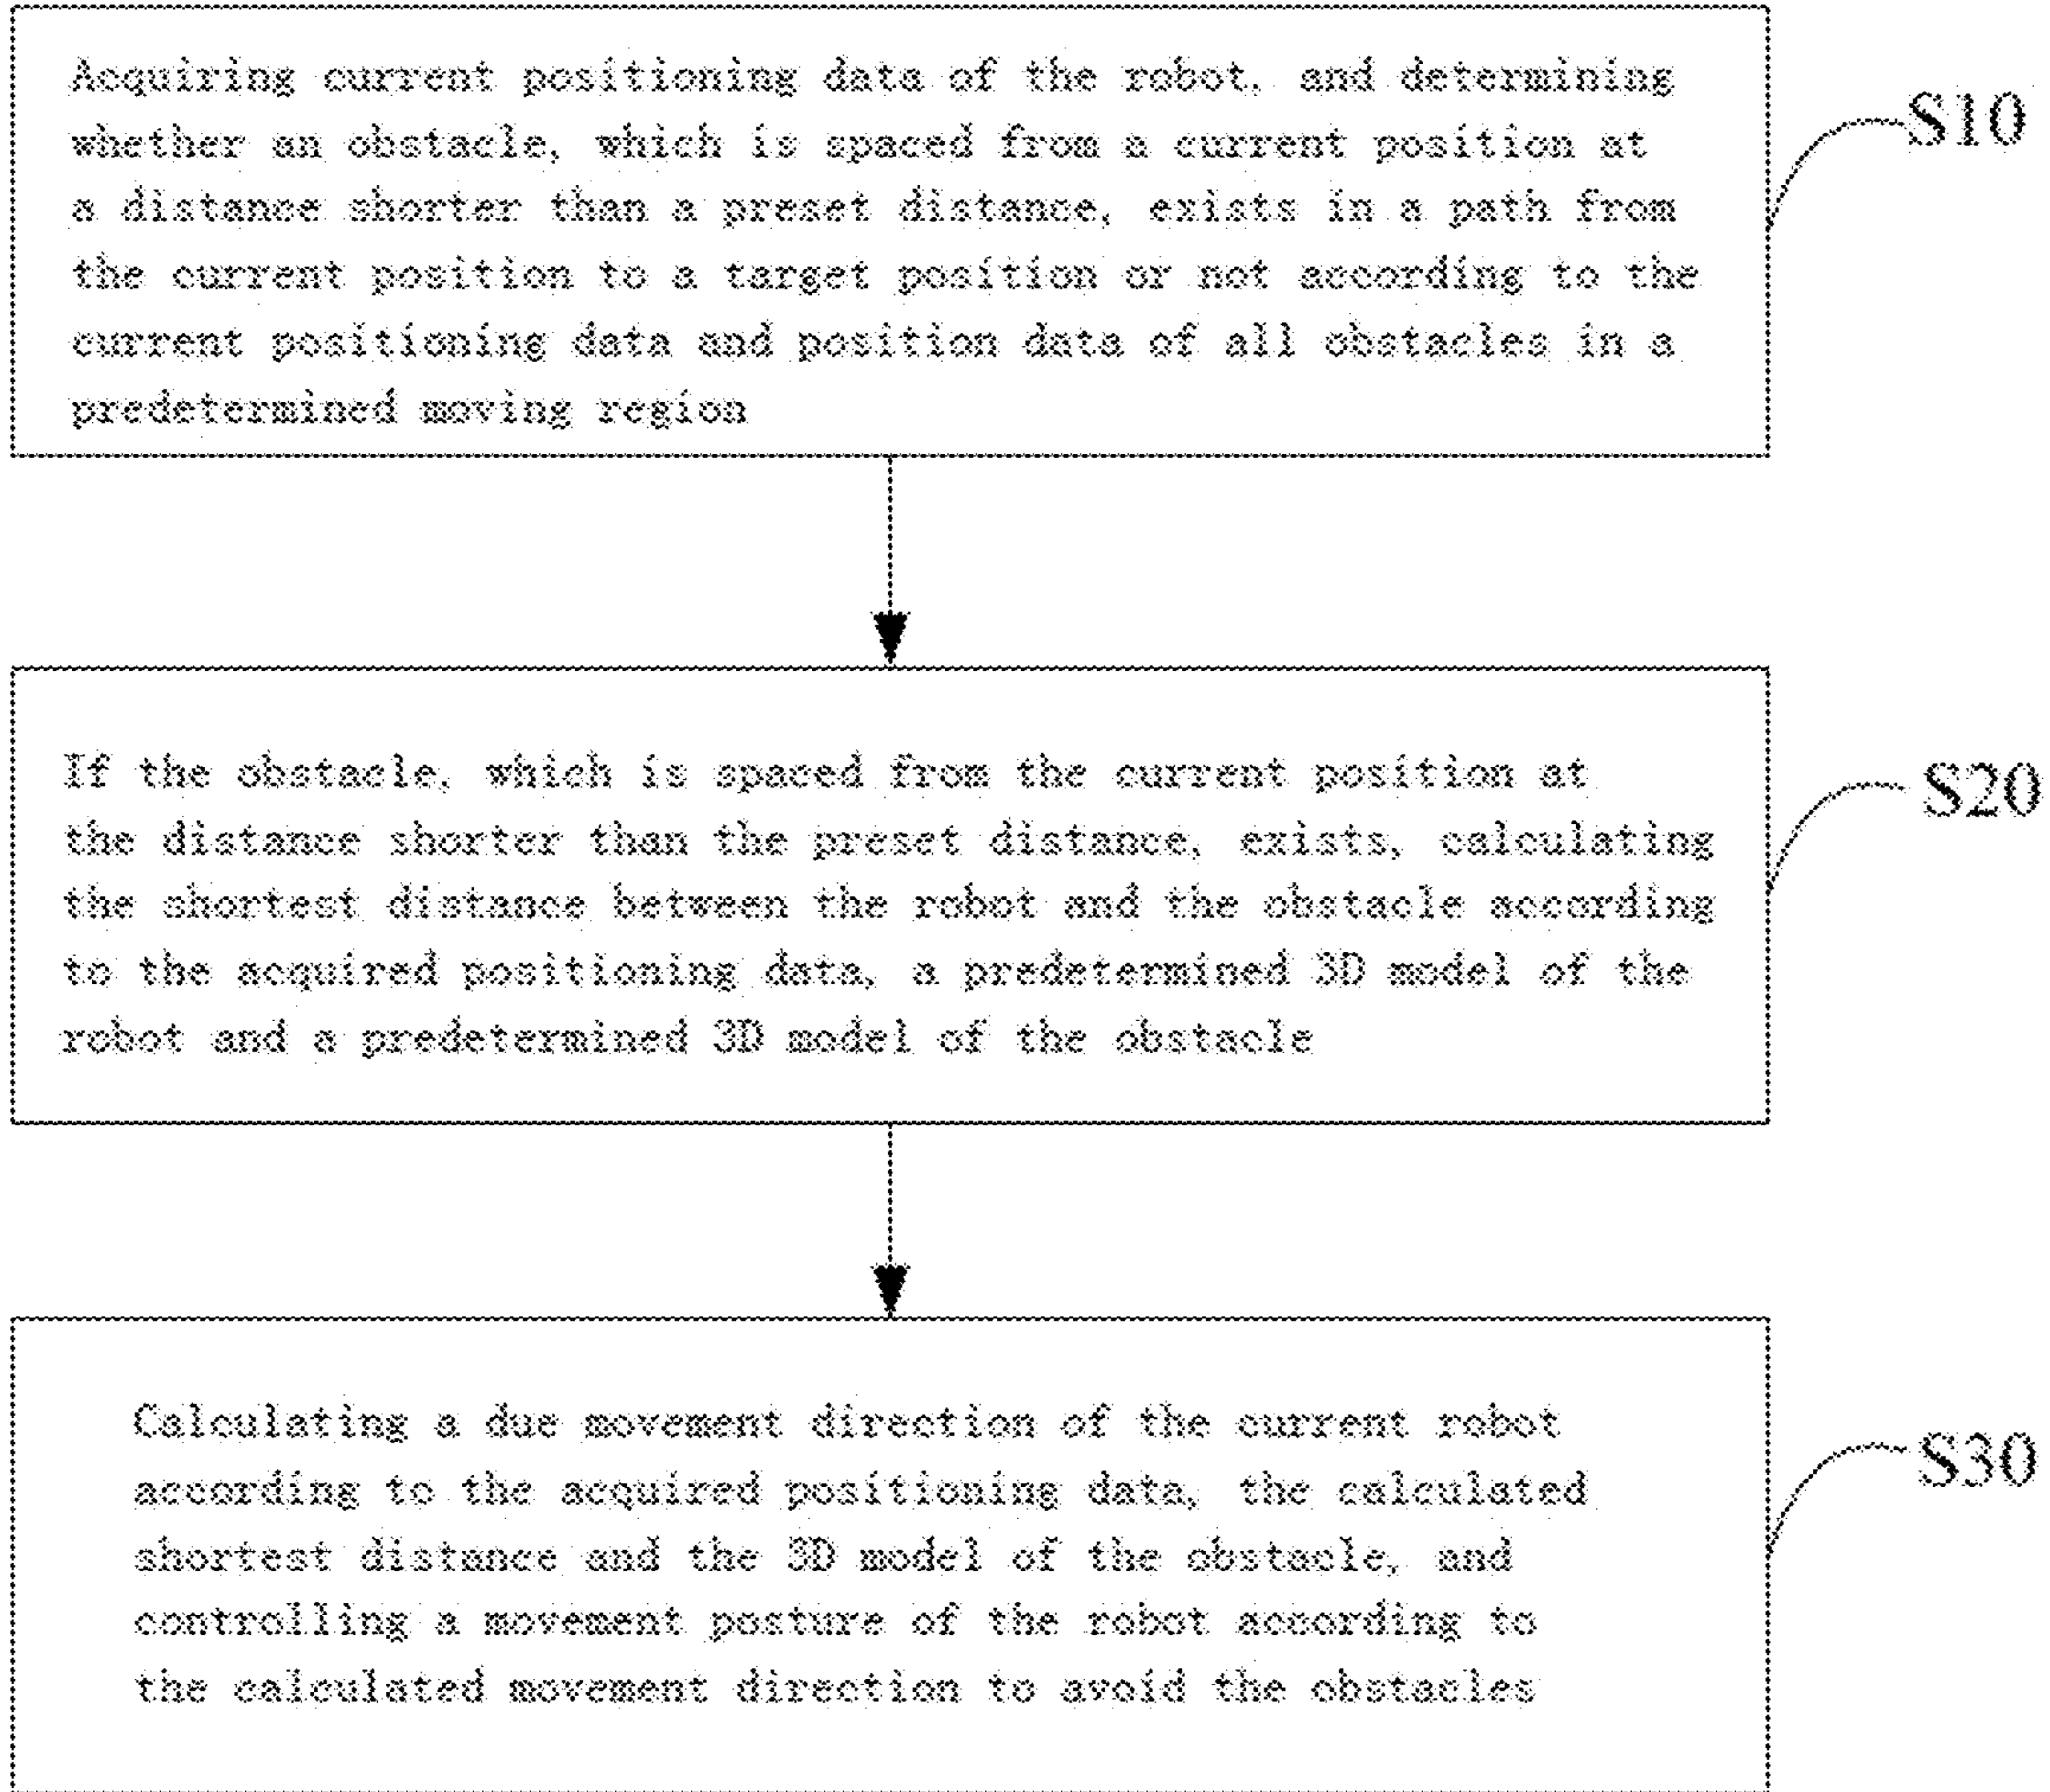 Acquiring current positioning data of the robot, and determining
whether an obstacle, which is spaced from a current position at
a distance shorter than a preset distance, exists in a path from
the current position to a target position or not according to the
current positioning data and position data of all obstacles in a
predetermined moving region
S10
If the obstacle, which is spaced from the current position at
the distance shorter than the preset distance, exists, calculating
the shortest distance between the robot and the obstacle according
to the acquired positioning data, a predetermined 3D model of the
robot and a predetermined 3D model of the obstacle
S20
Calculating a due movement direction of the current robot
according to the acquired positioning data, the calculated
shortest distance and the 3D model of the obstacle, and
controlling a movement posture of the robot according to
the calculated movement direction to avoid the obstacles
S30